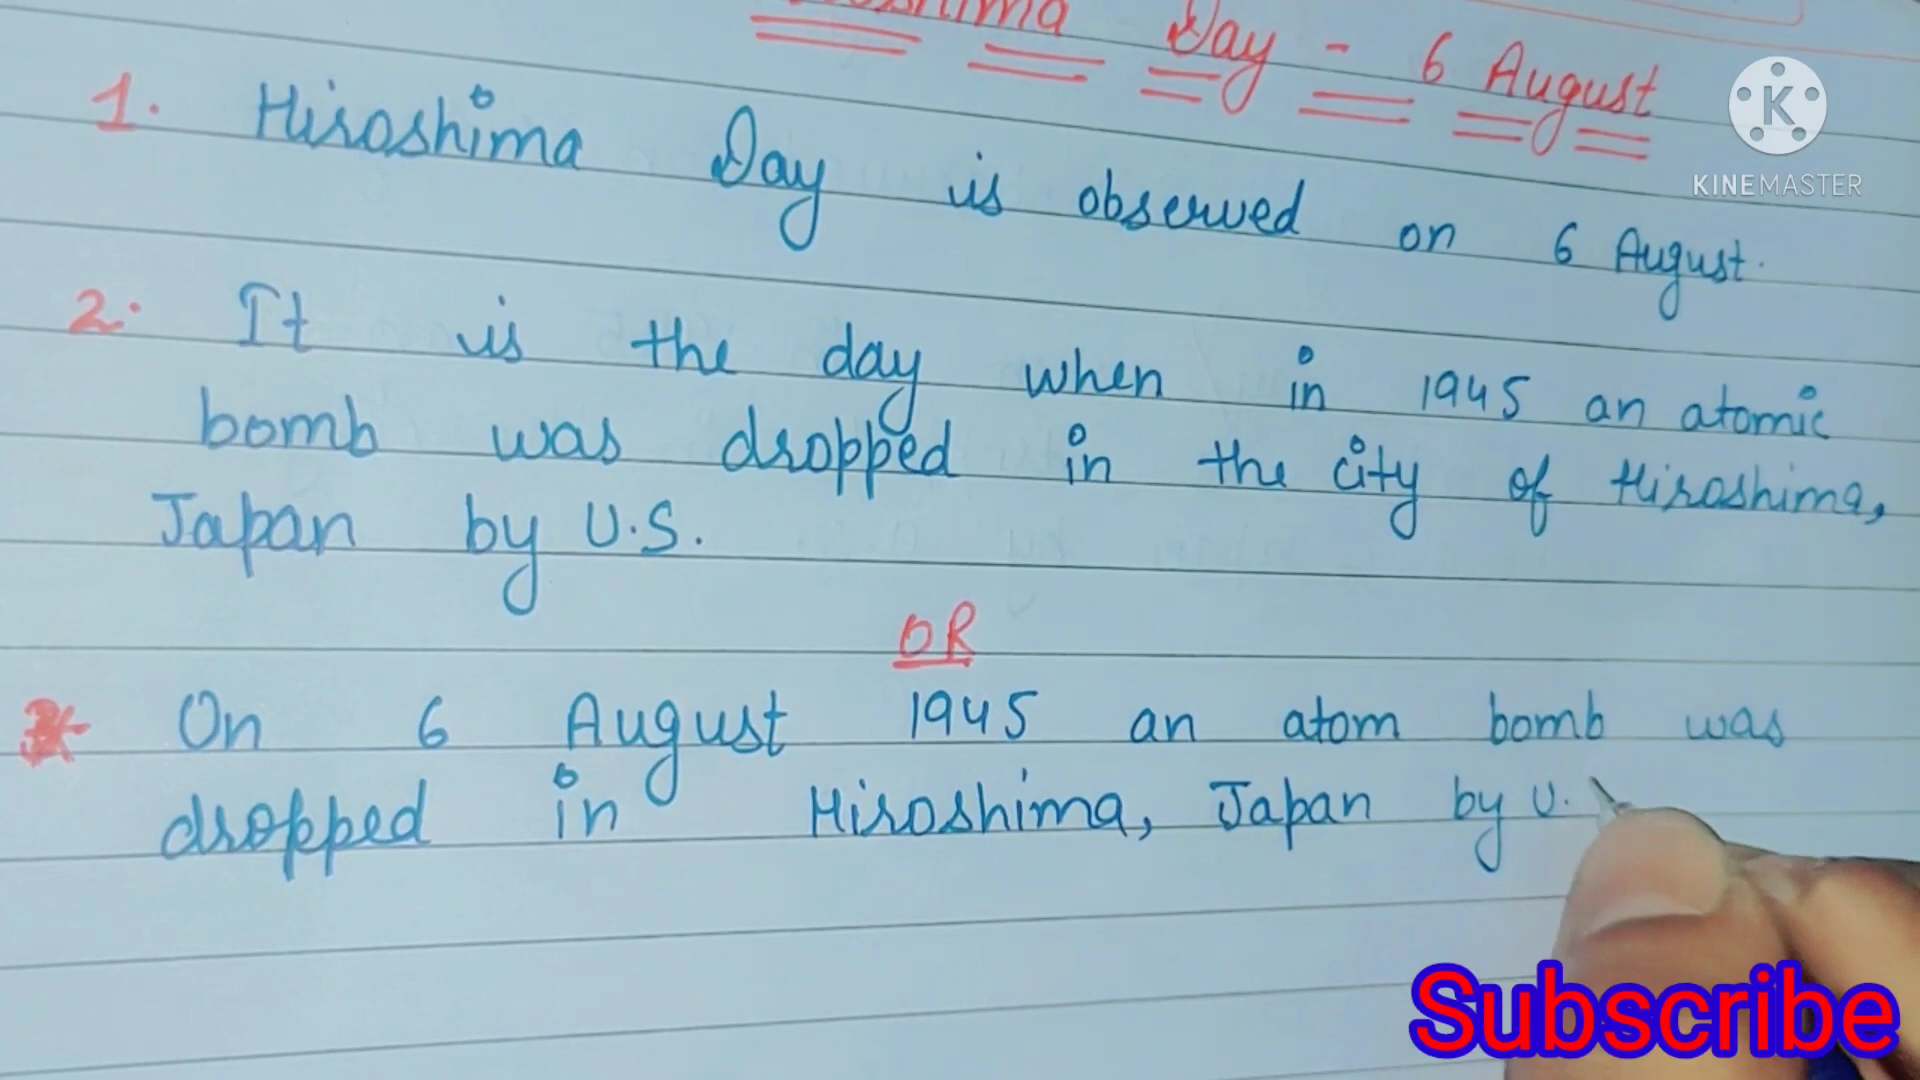 Day - 6 August
1. Hiroshima Day is observed on 6 August.
2. It is the day when in 1945 an atomic
bomb was dropped in the city of Hiroshima,
Japan by U.S.
OR
On 6 August 1945 an atom bomb was
dropped in Hiroshima, Japan by U.
K
KINEMASTER
Subscribe